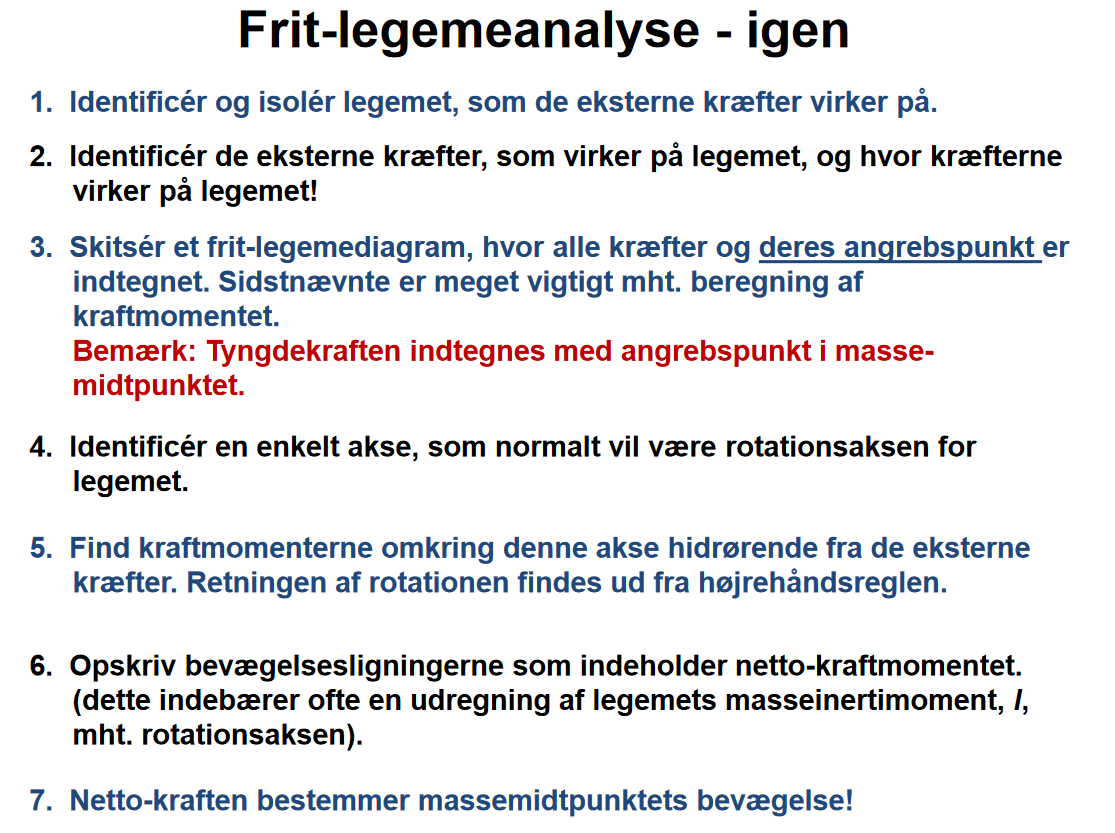 Frit-legemeanalyse - igen
1. Identificér og isolér legemet, som de eksterne kræfter virker på.
2. Identificér de eksterne kræfter, som virker på legemet, og hvor kræfterne
virker på legemet!
3. Skitsér et frit-legemediagram, hvor alle kræfter og deres angrebspunkt er
indtegnet. Sidstnævnte er meget vigtigt mht. beregning af
kraftmomentet.
Bemærk: Tyngdekraften indtegnes med angrebspunkt i masse-
midtpunktet.
4. Identificér en enkelt akse, som normalt vil være rotationsaksen for
legemet.
5. Find kraftmomenterne omkring denne akse hidrørende fra de eksterne
kræfter. Retningen af rotationen findes ud fra højrehåndsreglen.
6. Opskriv bevægelsesligningerne som indeholder netto-kraftmomentet.
(dette indebærer ofte en udregning af legemets masseinertimoment, I,
mht. rotationsaksen).
7. Netto-kraften bestemmer massemidtpunktets bevægelse!